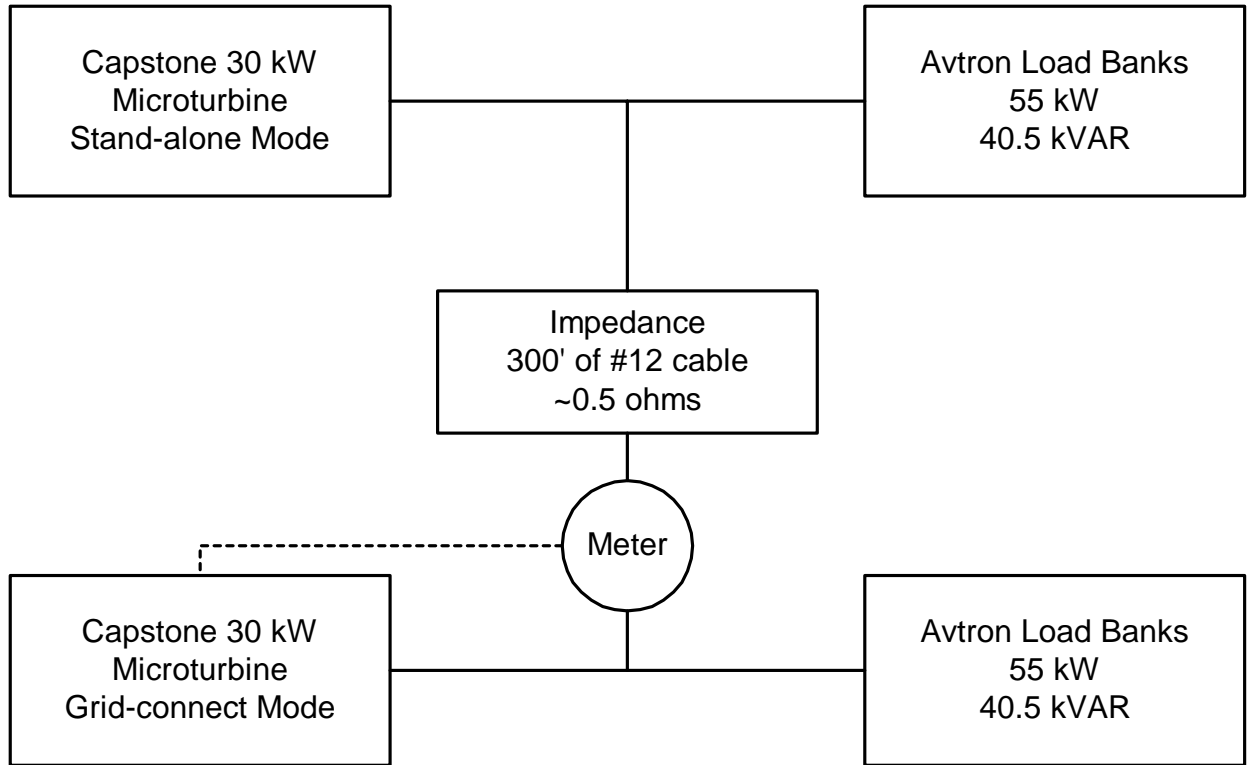 Capstone 30 kW
Microturbine
Stand-alone Mode
Avtron Load Banks
55 kW
40.5 kVAR
Impedance
300' of #12 cable
~0.5 ohms
Meter
Capstone 30 kW
Microturbine
Grid-connect Mode
Avtron Load Banks
55 kW
40.5 kVAR